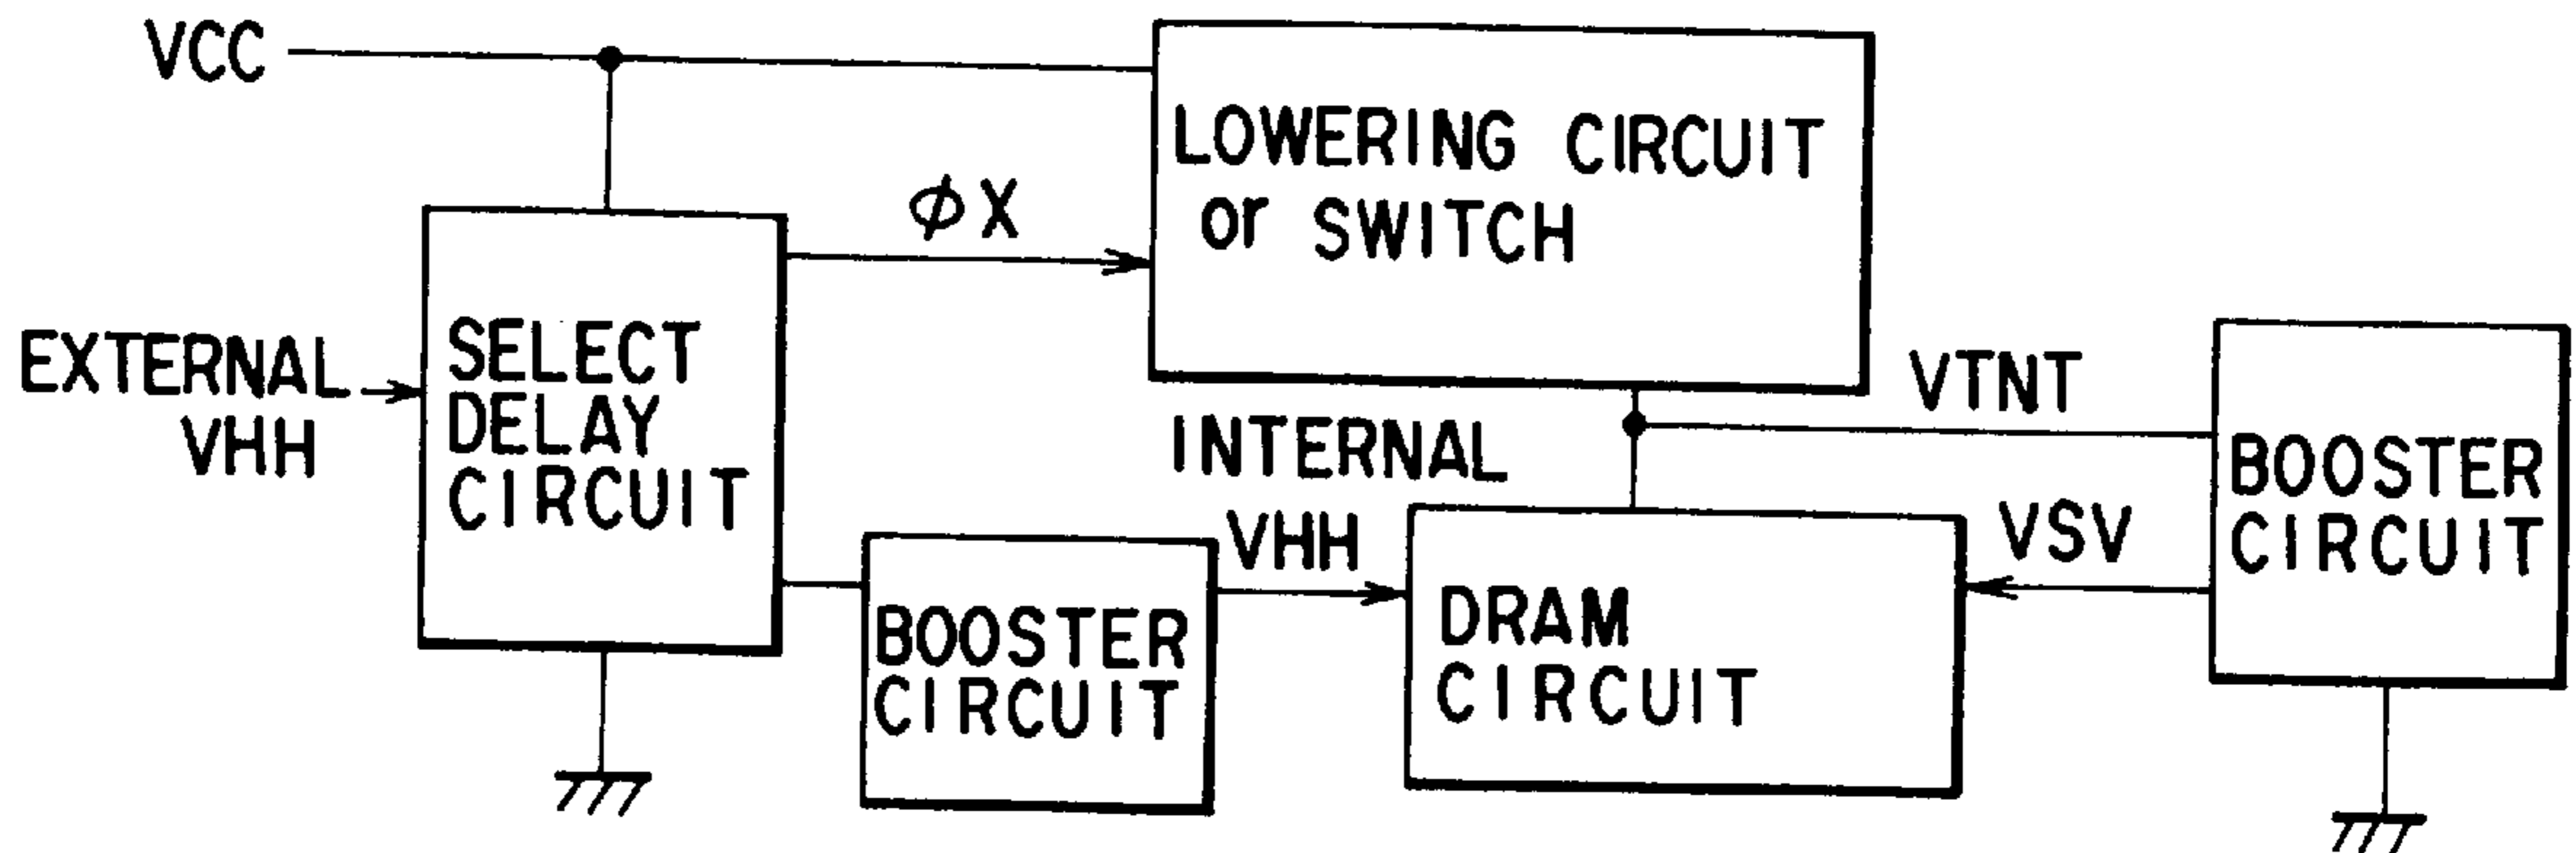 VCC
LOWERING CIRCUIT
or SWITCH
φX
EXTERNAL
VHH
SELECT
DELAY
CIRCUIT
VTNT
INTERNAL
VHH
BOOSTER
CIRCUIT
VSV
BOOSTER
CIRCUIT
DRAM
CIRCUIT